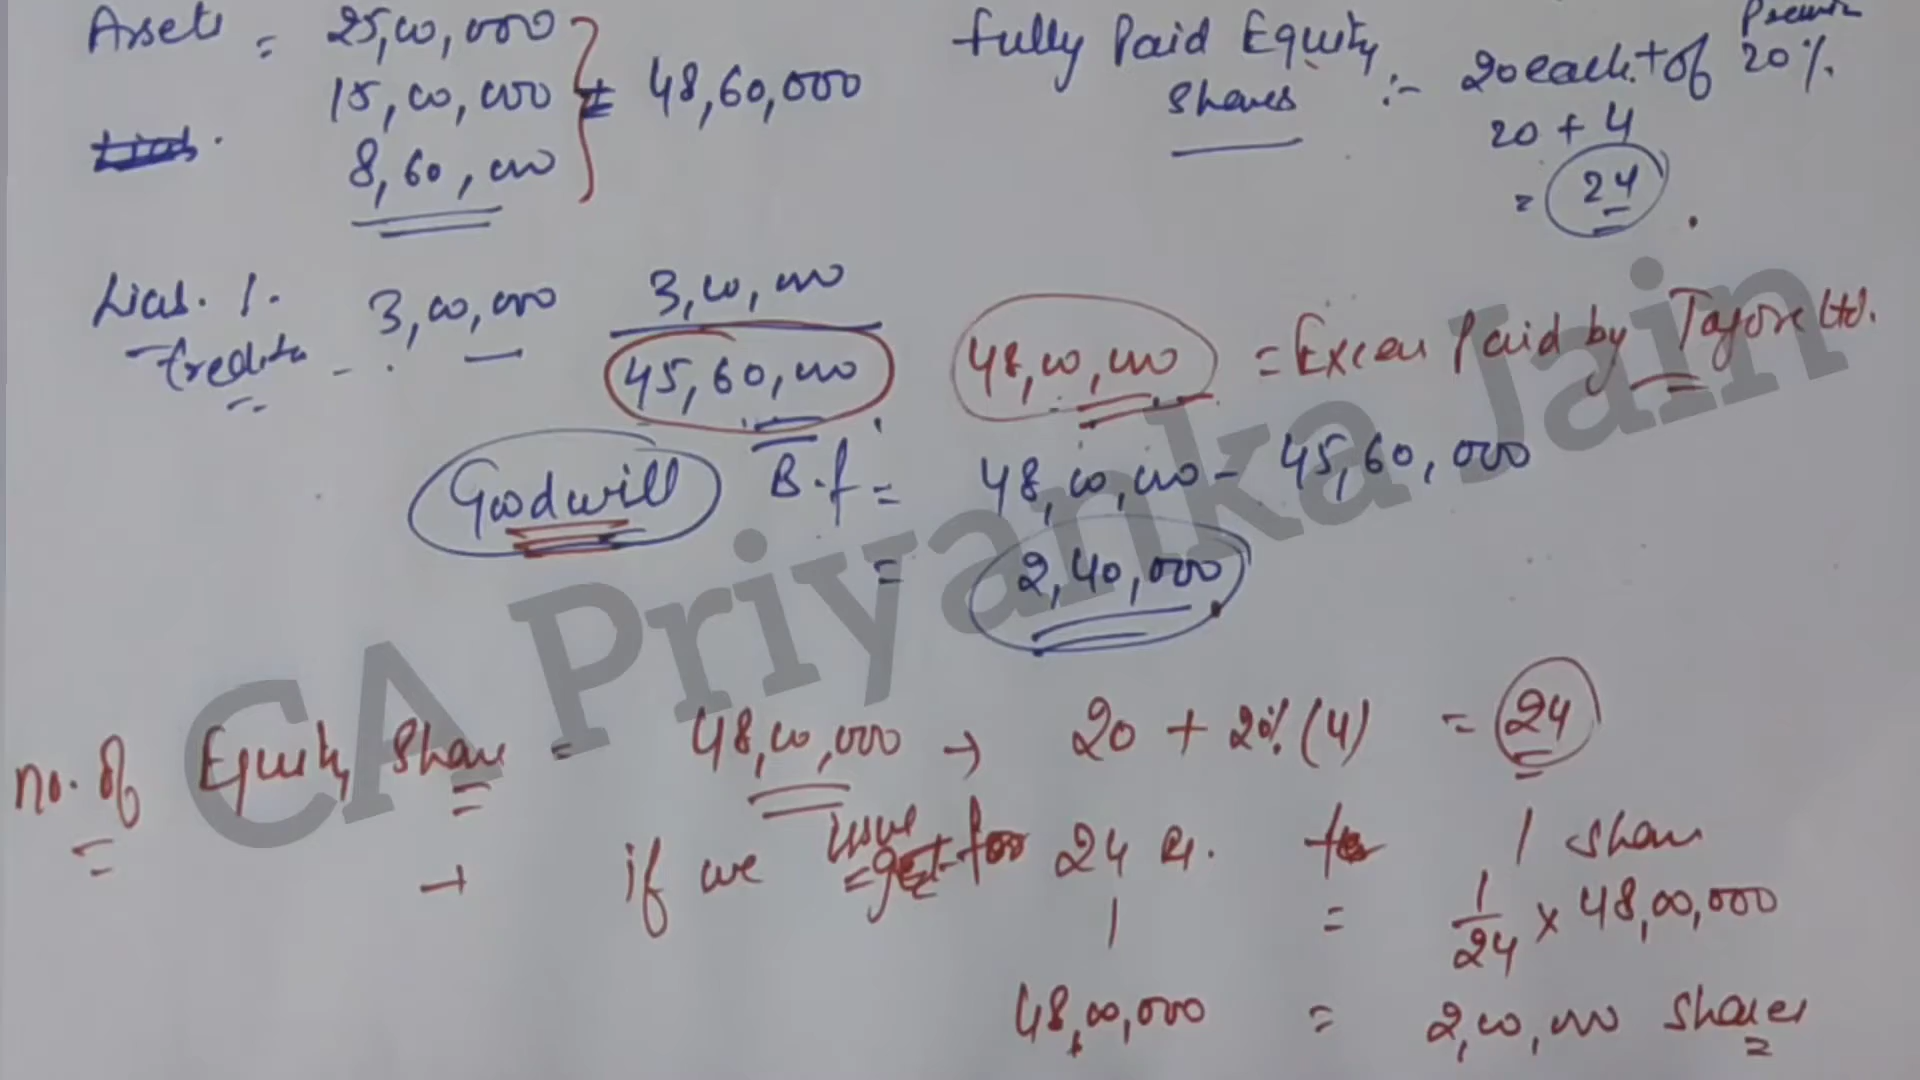 Assets = 25,00,000
15,00,000 = 48,60,000
8,60,000
Fully Paid Equity Shares :- 20 each + of Premium 20%
20 + 4
= 24
Liab. 1.
Creditor - 3,00,000 3,00,000
45,60,000 48,00,000 = Excess Paid by Tagore Ltd.
Goodwill B.f = 48,00,000 - 45,60,000
= 2,40,000
CA Priyanka Jain
No. of Equity Share = 48,00,000 → 20 + 20% (4) = 24
→ if we issue for 24 1 share
1 = 1/24 × 48,00,000
48,00,000 = 2,00,000 Shares